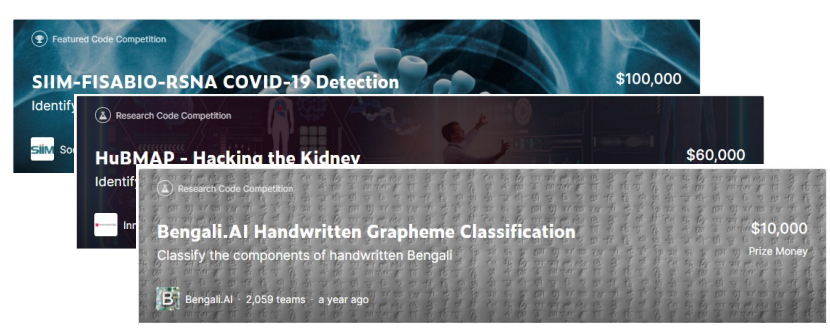 Featured Code Competition
SIIM-FISABIO-RSNA COVID-19 Detection
$100,000
Identify
SIIM
Research Code Competition
HuBMAP - Hacking the Kidney
$60,000
Identify
Research Code Competition
Bengali.AI Handwritten Grapheme Classification
$10,000
Classify the components of handwritten Bengali
Prize Money
B
Bengali.AI · 2,059 teams · a year ago